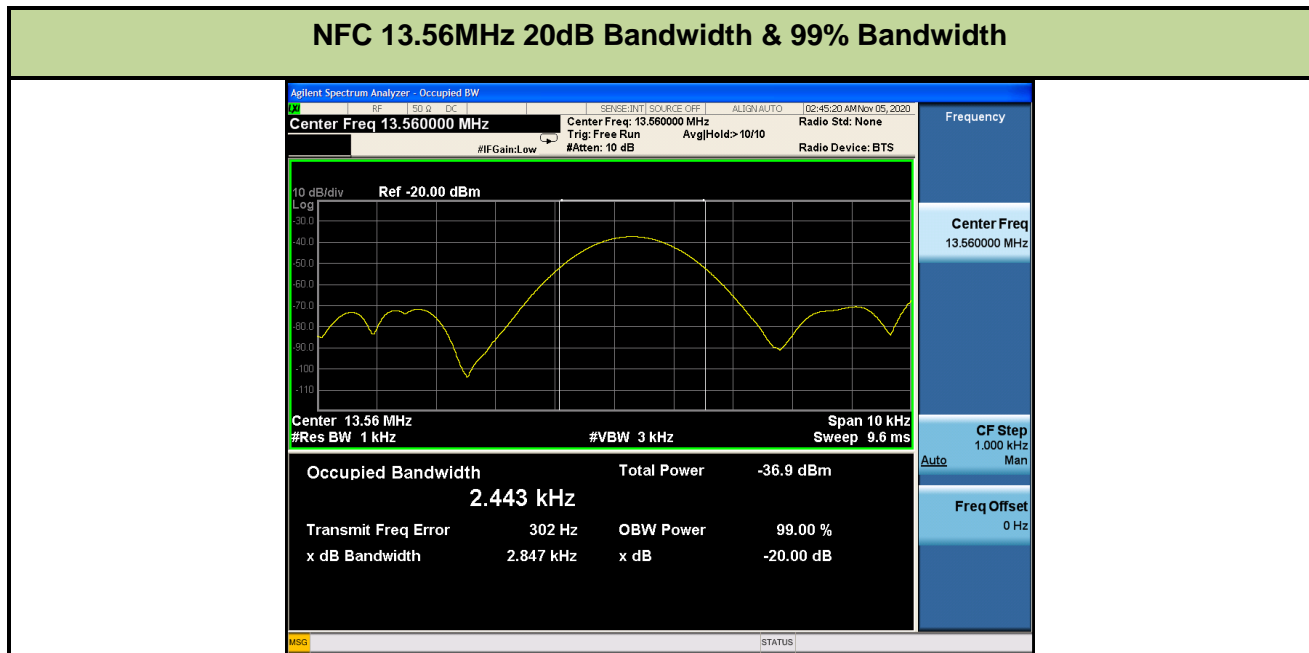 NFC 13.56MHz 20dB Bandwidth & 99% Bandwidth
Agilent Spectrum Analyzer - Occupied BW
LXI RF 50 Ω DC SENSE:INT SOURCE OFF ALIGN AUTO 02:45:20 AM Nov 05, 2020
Center Freq 13.560000 MHz
Center Freq: 13.560000 MHz Radio Std: None
Trig: Free Run Avg|Hold:> 10/10
#IFGain:Low #Atten: 10 dB Radio Device: BTS
10 dB/div Ref -20.00 dBm
Log
-30.0
-40.0
-50.0
-60.0
-70.0
-80.0
-90.0
-100
-110
Center 13.56 MHz Span 10 kHz
#Res BW 1 kHz #VBW 3 kHz Sweep 9.6 ms
Occupied Bandwidth Total Power -36.9 dBm
2.443 kHz
Transmit Freq Error 302 Hz OBW Power 99.00 %
x dB Bandwidth 2.847 kHz x dB -20.00 dB
Frequency
Center Freq
13.560000 MHz
CF Step
1.000 kHz
Auto Man
Freq Offset
0 Hz
MSG STATUS